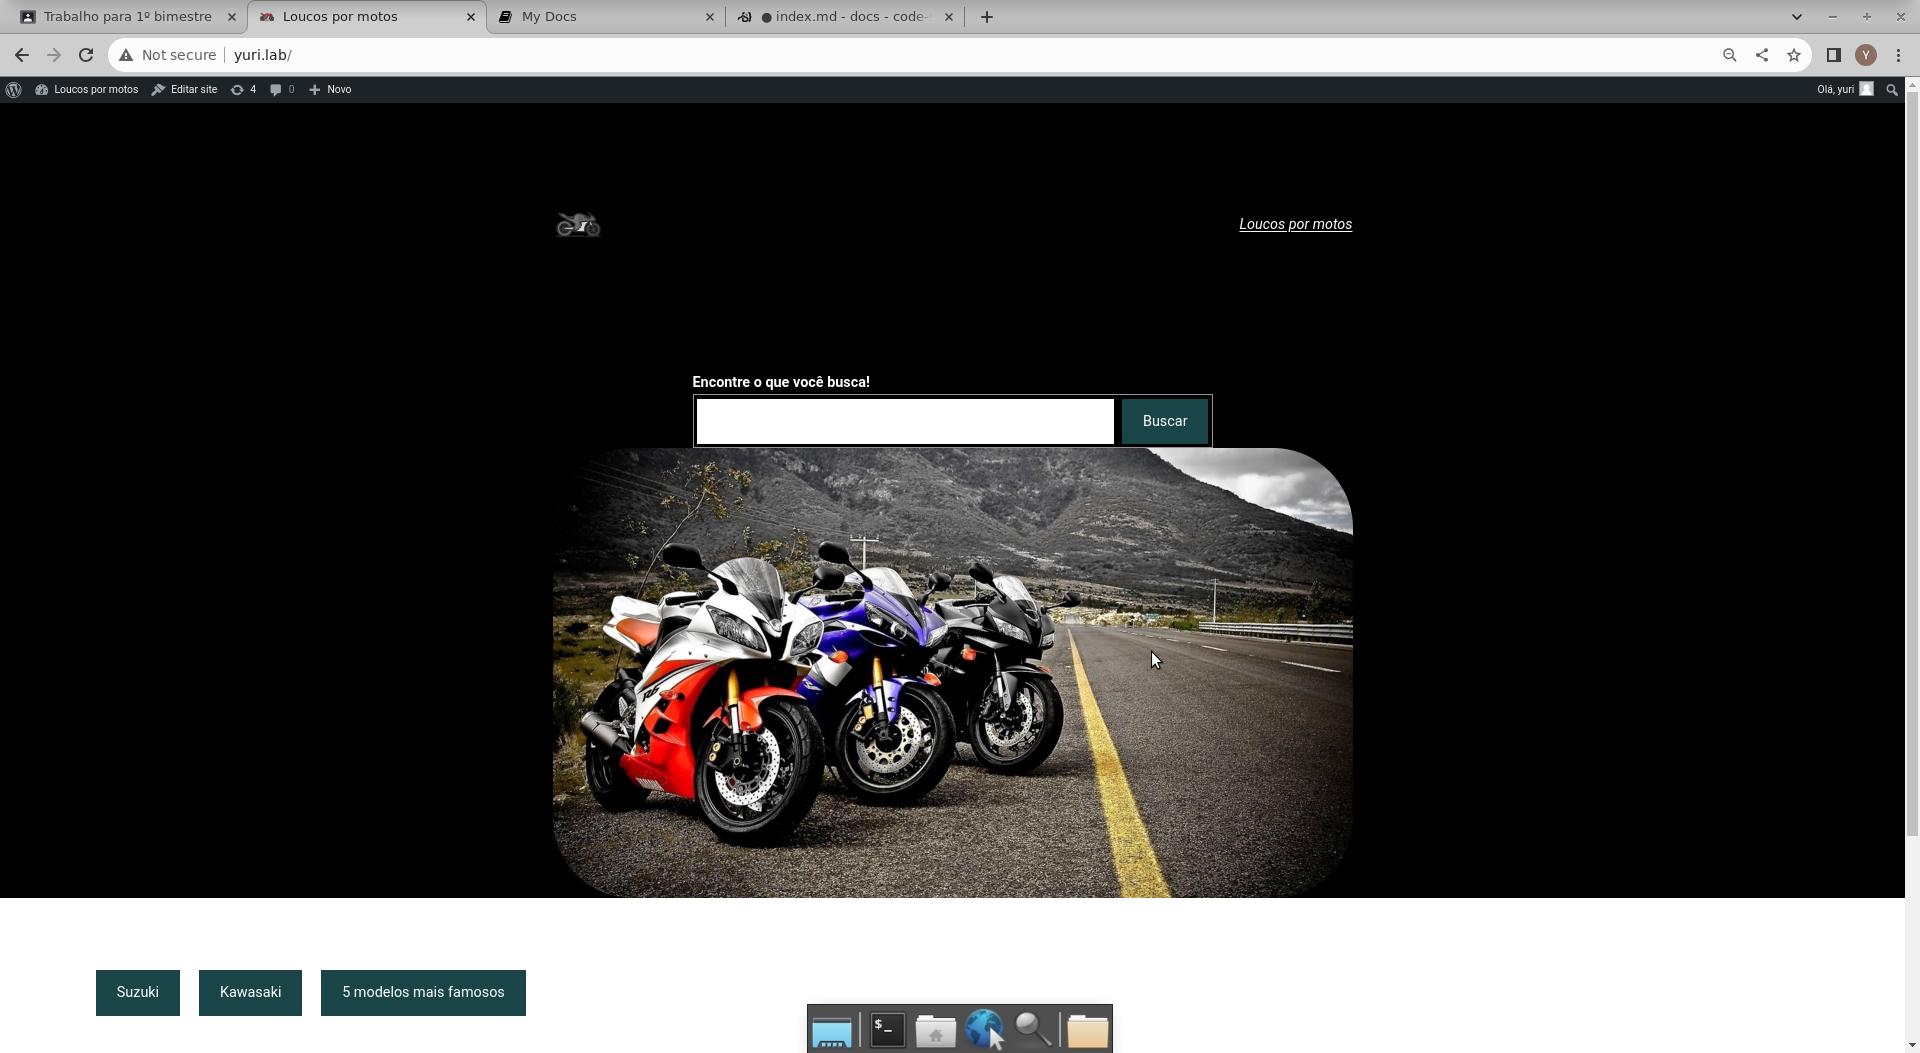 Trabalho para 1º bimestre
Loucos por motos
My Docs
● index.md - docs - code-
Not secure
yuri.lab/
Y
Loucos por motos
Editar site
4
0
Novo
Olá, yuri
Loucos por motos
Encontre o que você busca!
Buscar
R6
Suzuki
Kawasaki
5 modelos mais famosos
$_